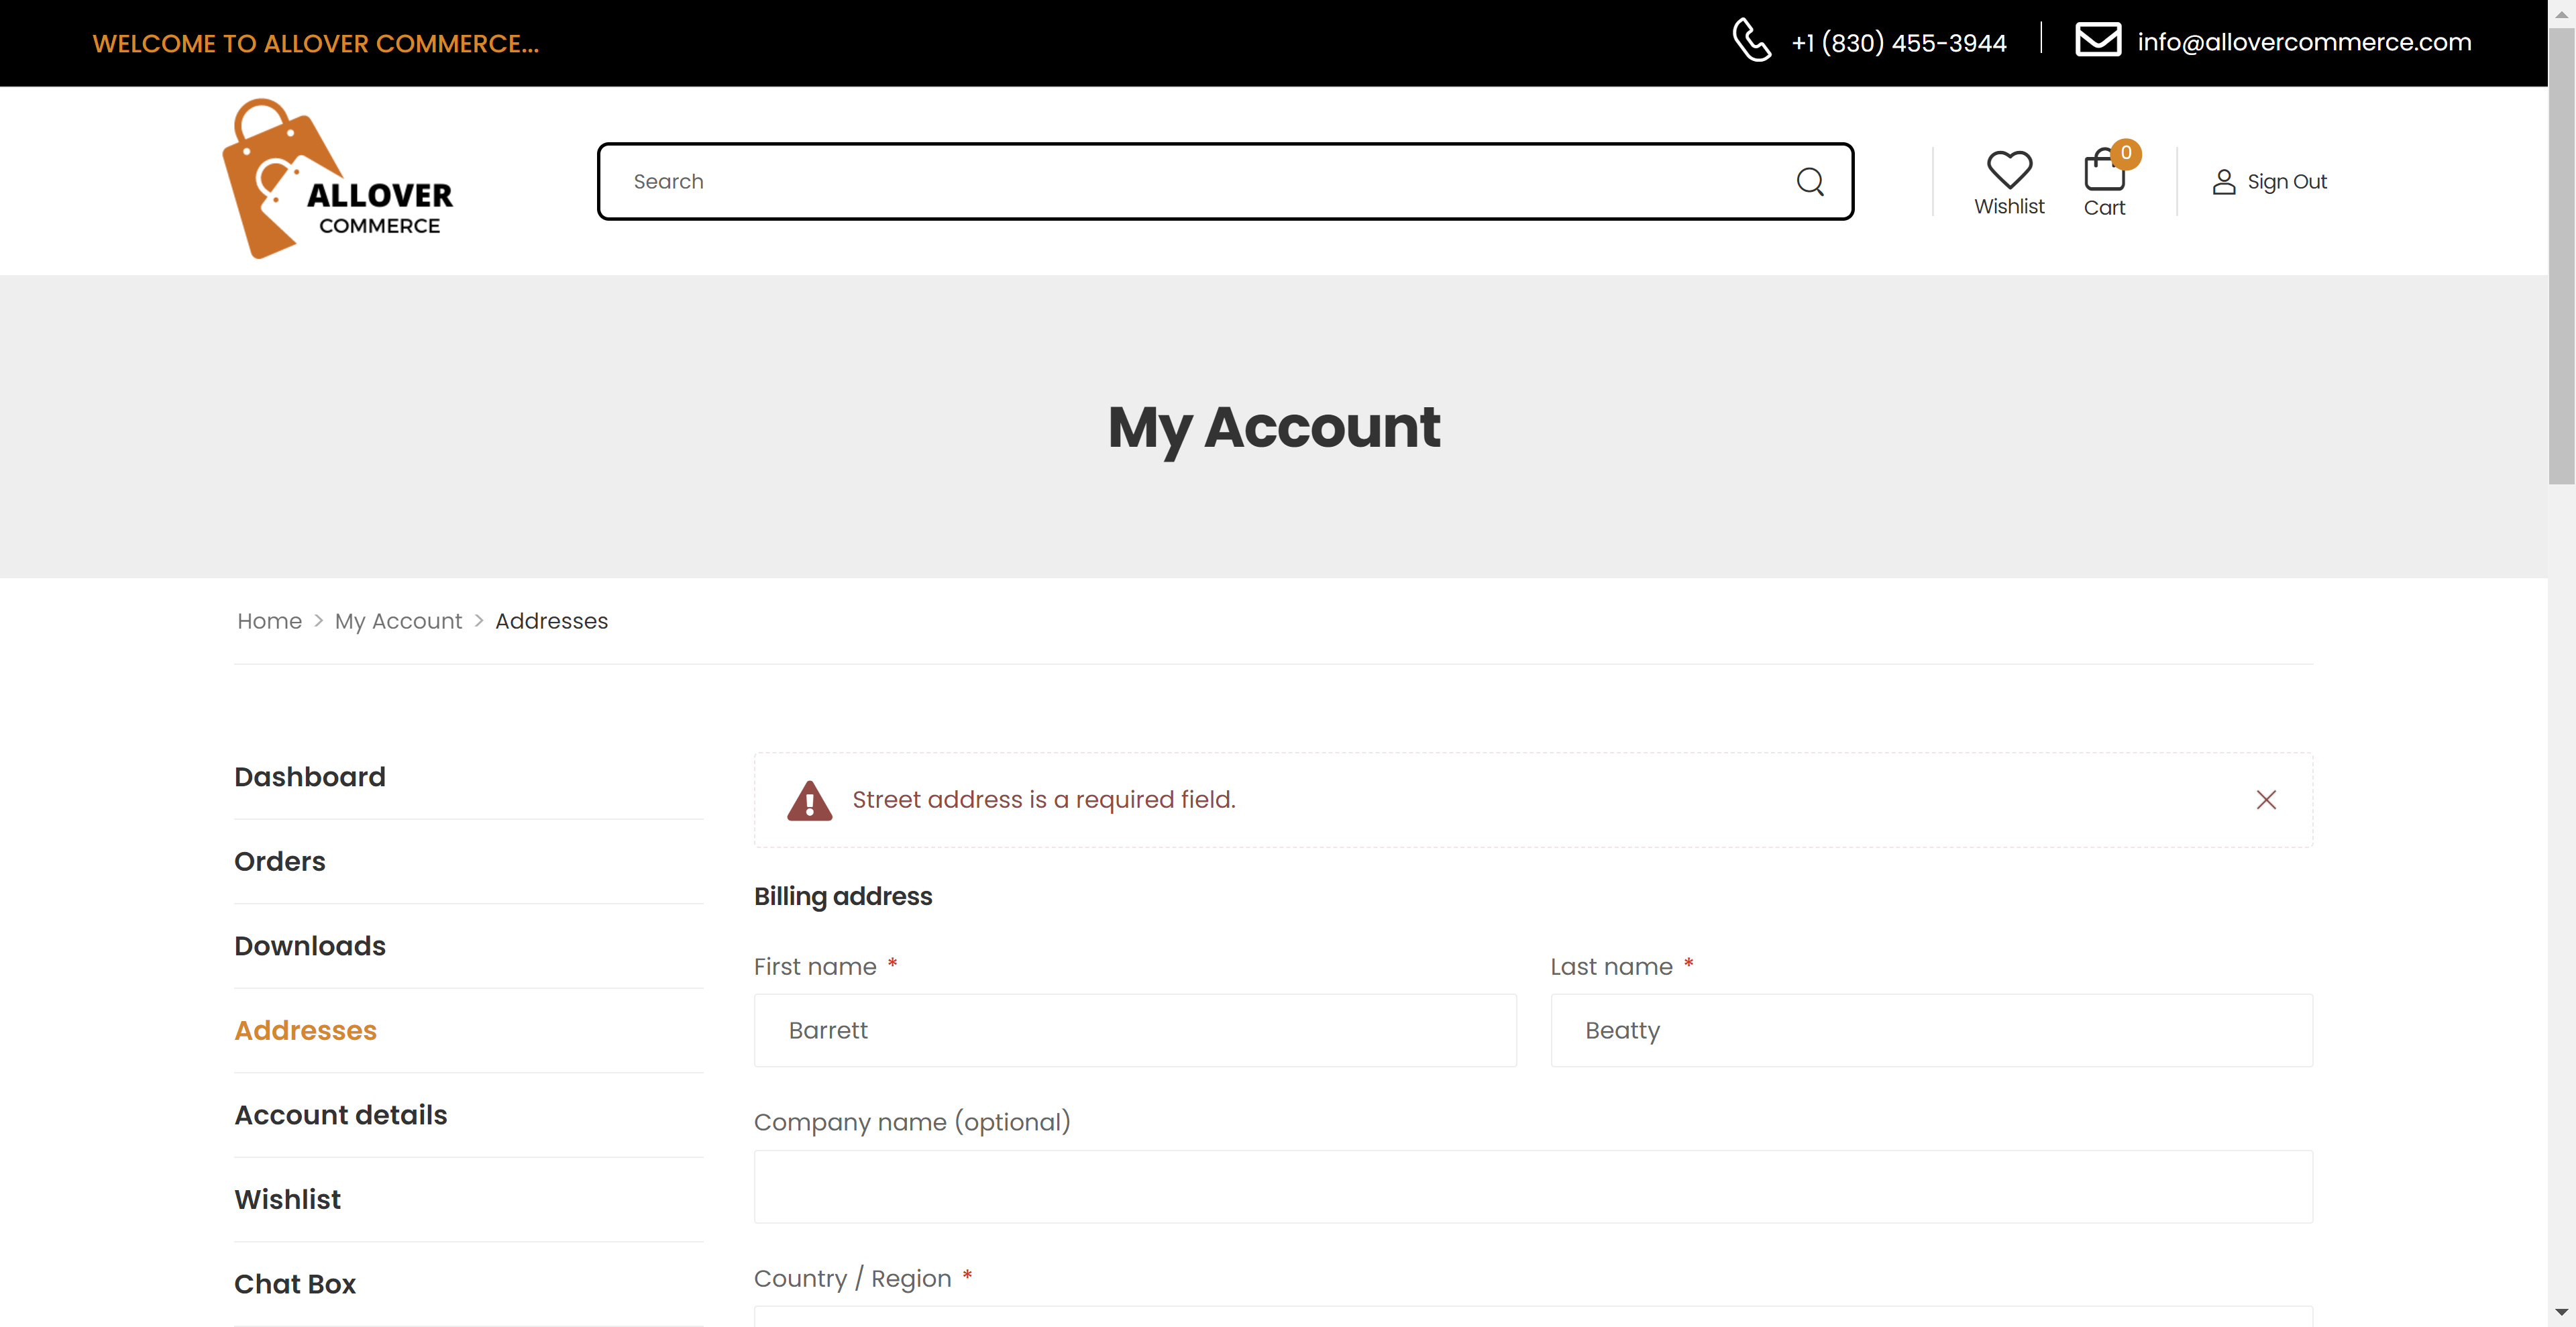 WELCOME TO ALLOVER COMMERCE...
+1 (830) 455-3944
info@allovercommerce.com
ALLOVER
COMMERCE
Search
Wishlist
0
Cart
Sign Out
My Account
Home > My Account > Addresses
Dashboard
Orders
Downloads
Addresses
Account details
Wishlist
Chat Box
Street address is a required field.
Billing address
First name *
Last name *
Barrett
Beatty
Company name (optional)
Country / Region *